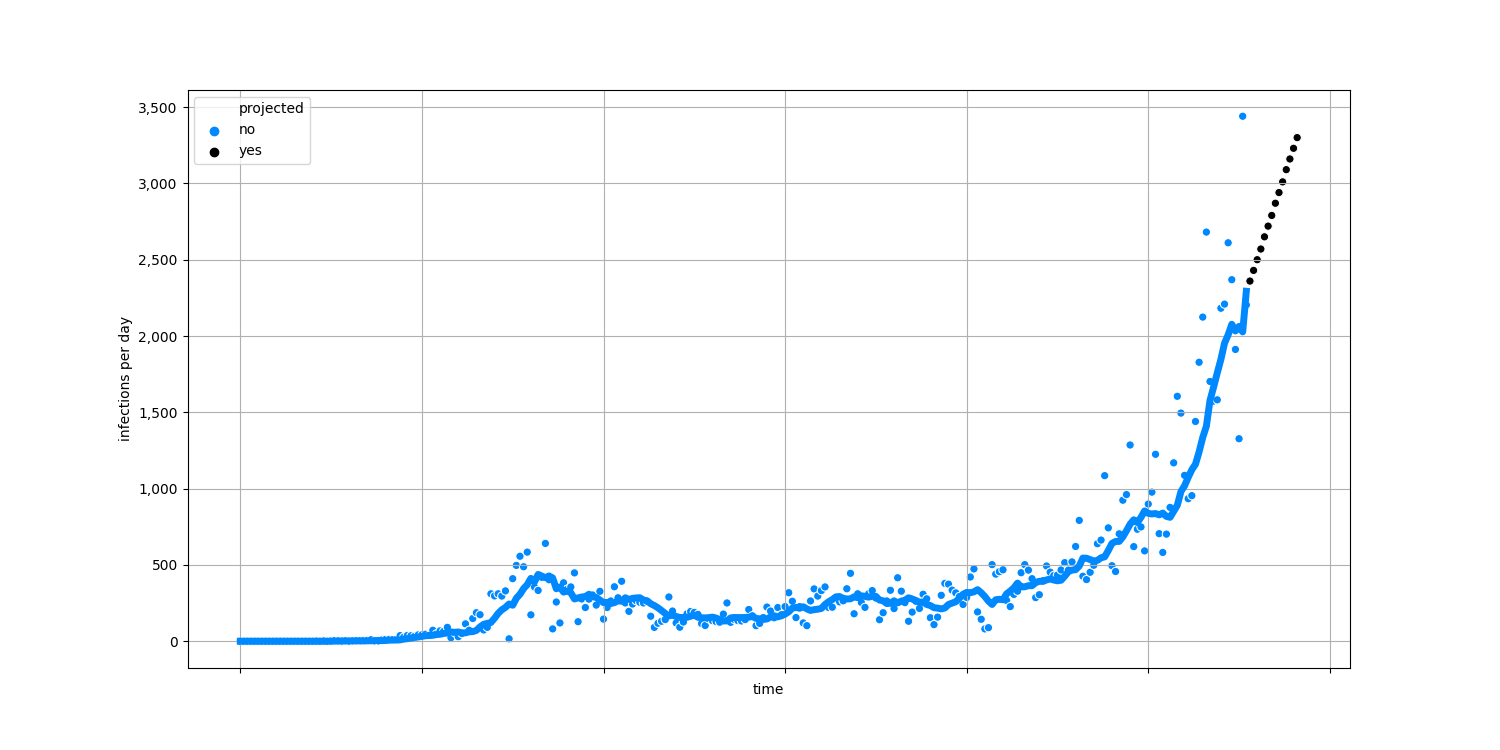 projected
no
yes
3,500
3,000
2,500
2,000
1,500
1,000
500
0
infections per day
time